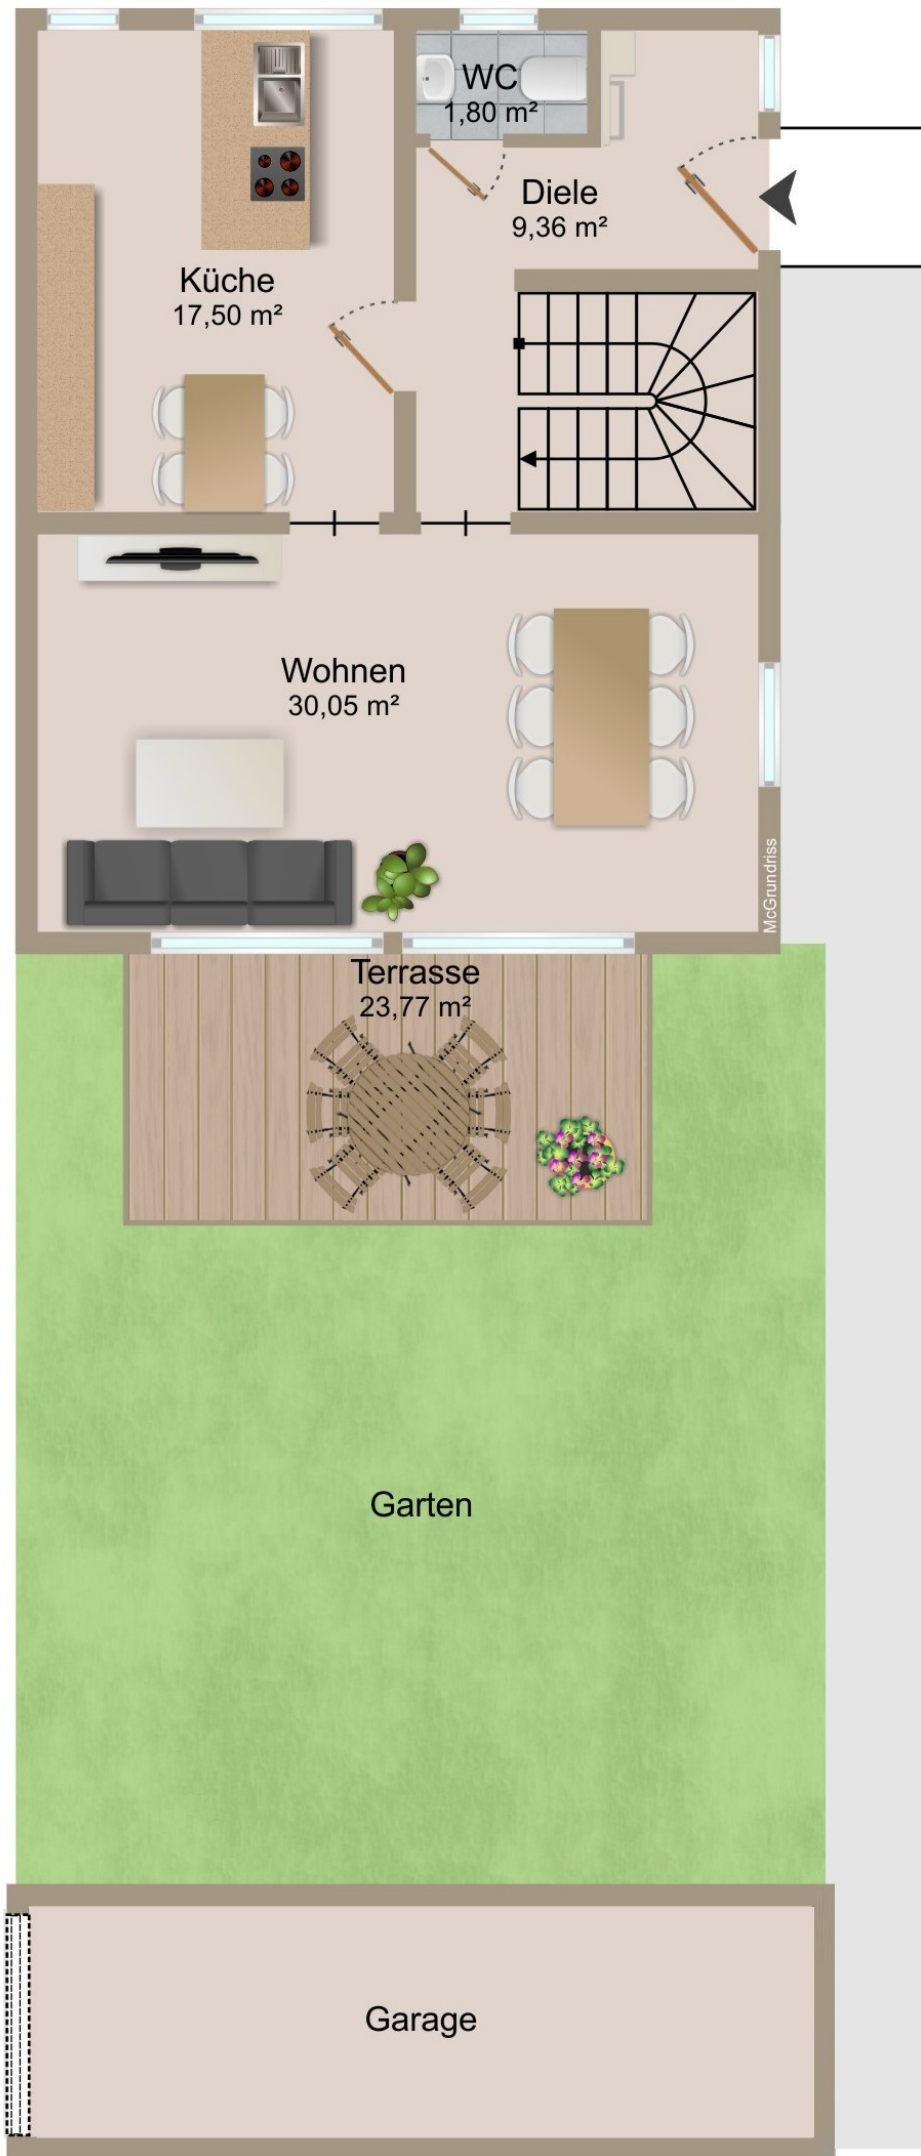 WC
1,80 m²
Diele
9,36 m²
Küche
17,50 m²
Wohnen
30,05 m²
McGrundriss
Terrasse
23,77 m²
Garten
Garage